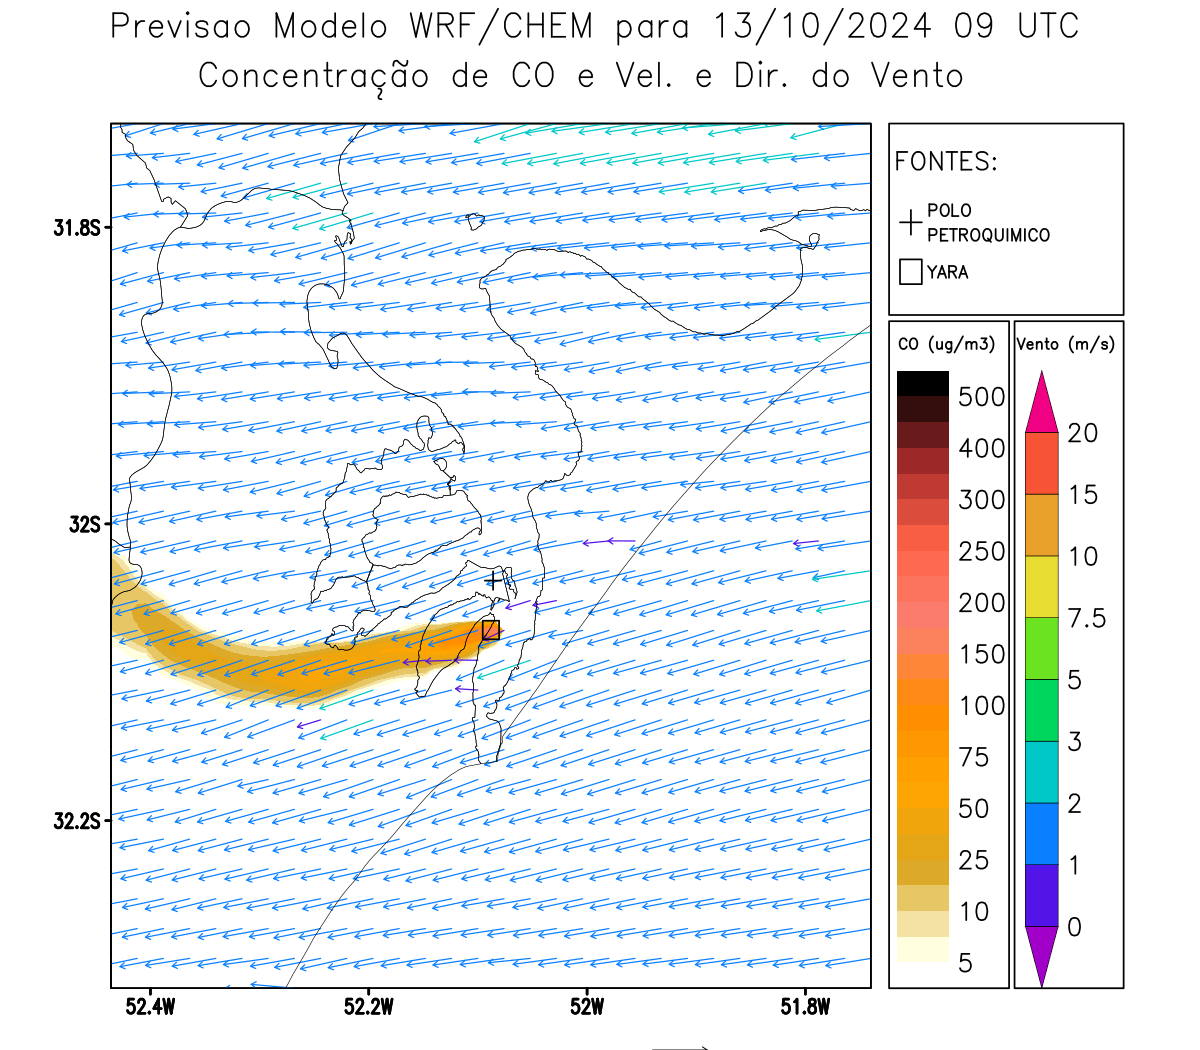 Previsao Modelo WRF/CHEM para 13/10/2024 09 UTC
Concentração de CO e Vel. e Dir. do Vento
FONTES:
POLO
PETROQUIMICO
YARA
CO (ug/m3)
500
400
300
250
200
150
100
75
50
25
10
5
Vento (m/s)
20
15
10
7.5
5
3
2
1
0
31.8S
32S
32.2S
52.4W
52.2W
52W
51.8W